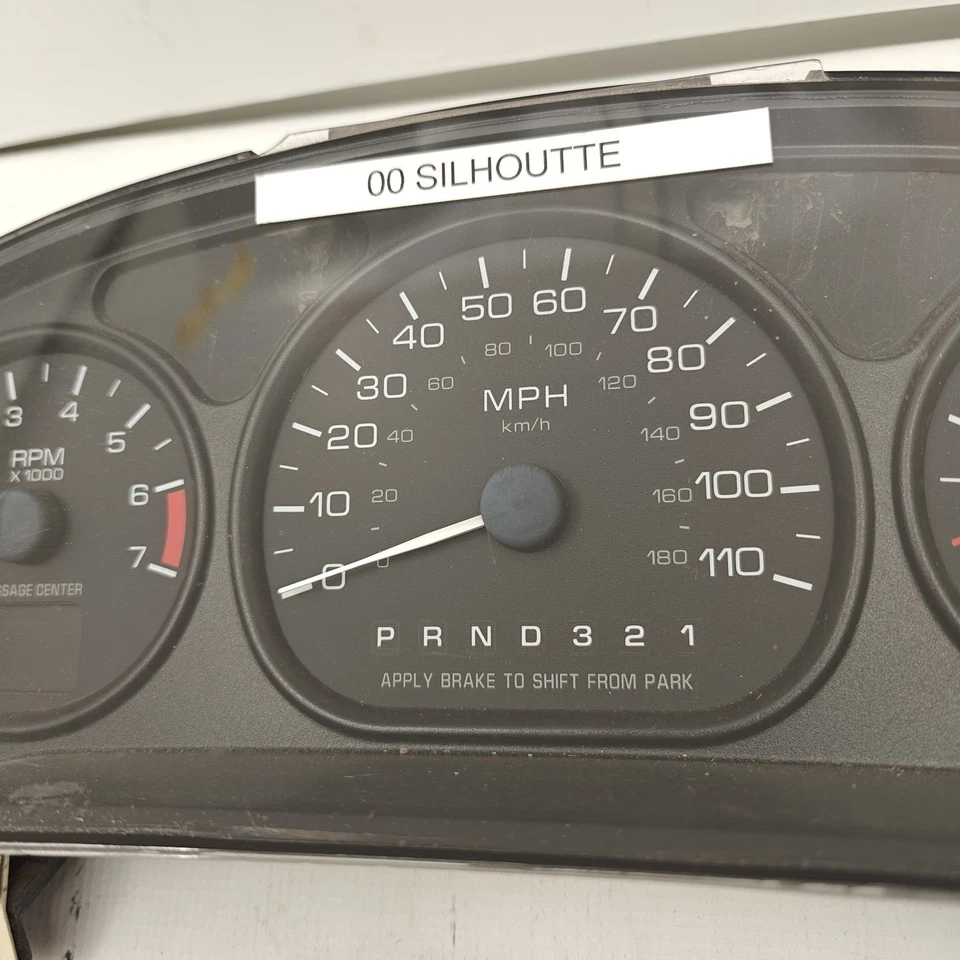 00 SILHOUTTE
3 4 5 6 7
RPM
X 1000
SSAGE CENTER
0 10 20 30 40 50 60 70 80 90 100 110
0 20 40 60 80 100 120 140 160 180
MPH
km/h
P R N D 3 2 1
APPLY BRAKE TO SHIFT FROM PARK